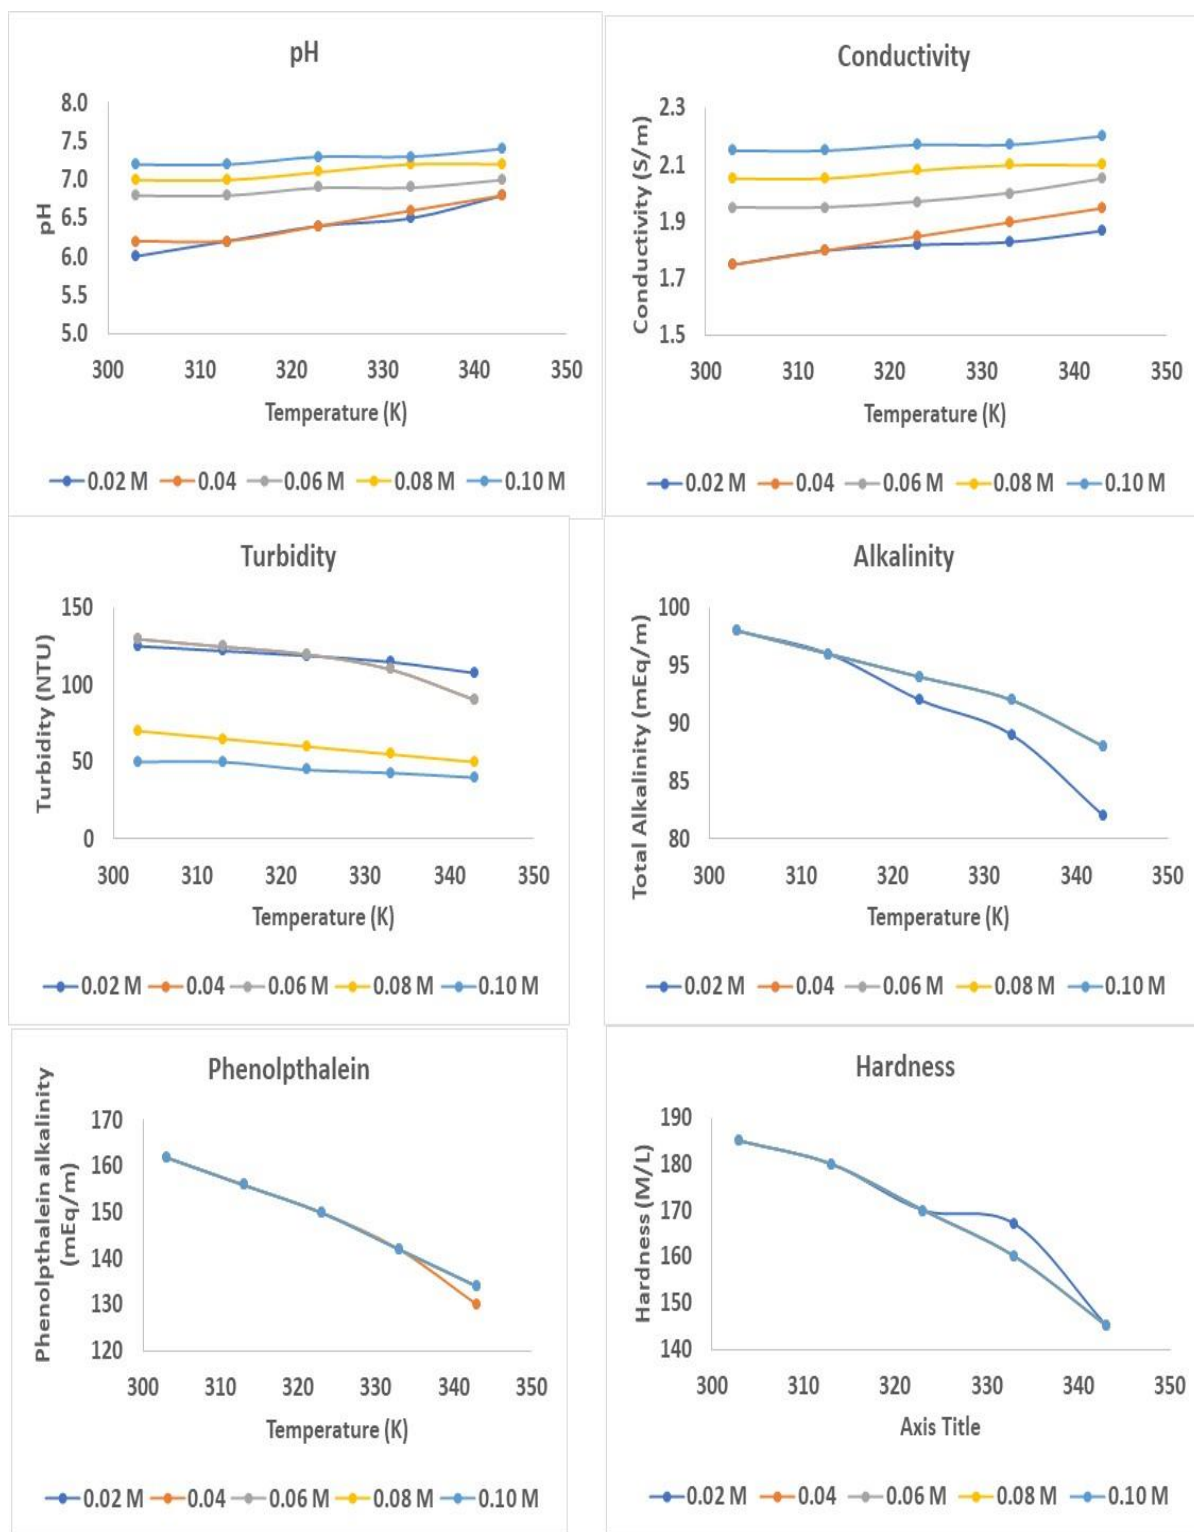 pH
8.0
7.5
7.0
6.5
6.0
5.5
5.0
pH
300 310 320 330 340 350
Temperature (K)
0.02 M 0.04 0.06 M 0.08 M 0.10 M
Conductivity
2.3
2.1
1.9
1.7
1.5
Conductivity (S/m)
300 310 320 330 340 350
Temperature (K)
0.02 M 0.04 0.06 M 0.08 M 0.10 M
Turbidity
150
100
50
0
Turbidity (NTU)
300 310 320 330 340 350
Temperature (K)
0.02 M 0.04 0.06 M 0.08 M 0.10 M
Alkalinity
100
95
90
85
80
Total Alkalinity (mEq/m)
300 310 320 330 340 350
Temperature (K)
0.02 M 0.04 0.06 M 0.08 M 0.10 M
Phenolpthalein
170
160
150
140
130
120
Phenolpthalein alkalinity
(mEq/m)
300 310 320 330 340 350
Temperature (K)
0.02 M 0.04 0.06 M 0.08 M 0.10 M
Hardness
190
180
170
160
150
140
Hardness (M/L)
300 310 320 330 340 350
Axis Title
0.02 M 0.04 0.06 M 0.08 M 0.10 M